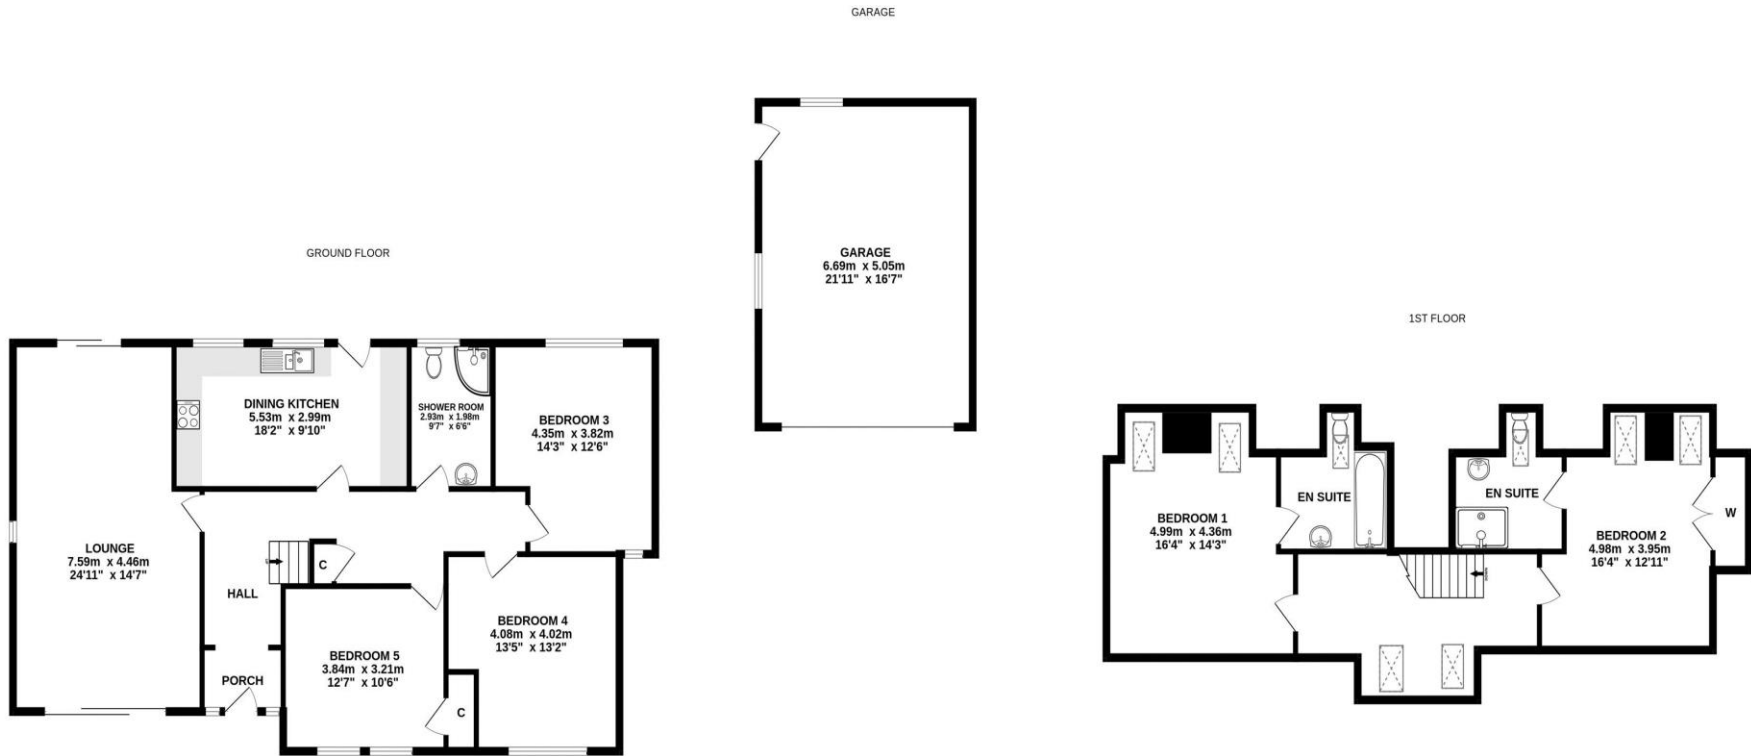 GARAGE
GARAGE
6.69m x 5.05m
21'11" x 16'7"
GROUND FLOOR
LOUNGE
7.59m x 4.46m
24'11" x 14'7"
DINING KITCHEN
5.53m x 2.99m
18'2" x 9'10"
SHOWER ROOM
2.93m x 1.98m
9'7" x 6'6"
BEDROOM 3
4.35m x 3.82m
14'3" x 12'6"
C
HALL
PORCH
BEDROOM 5
3.84m x 3.21m
12'7" x 10'6"
BEDROOM 4
4.08m x 4.02m
13'5" x 13'2"
C
1ST FLOOR
BEDROOM 1
4.99m x 4.36m
16'4" x 14'3"
EN SUITE
EN SUITE
BEDROOM 2
4.98m x 3.95m
16'4" x 12'11"
W